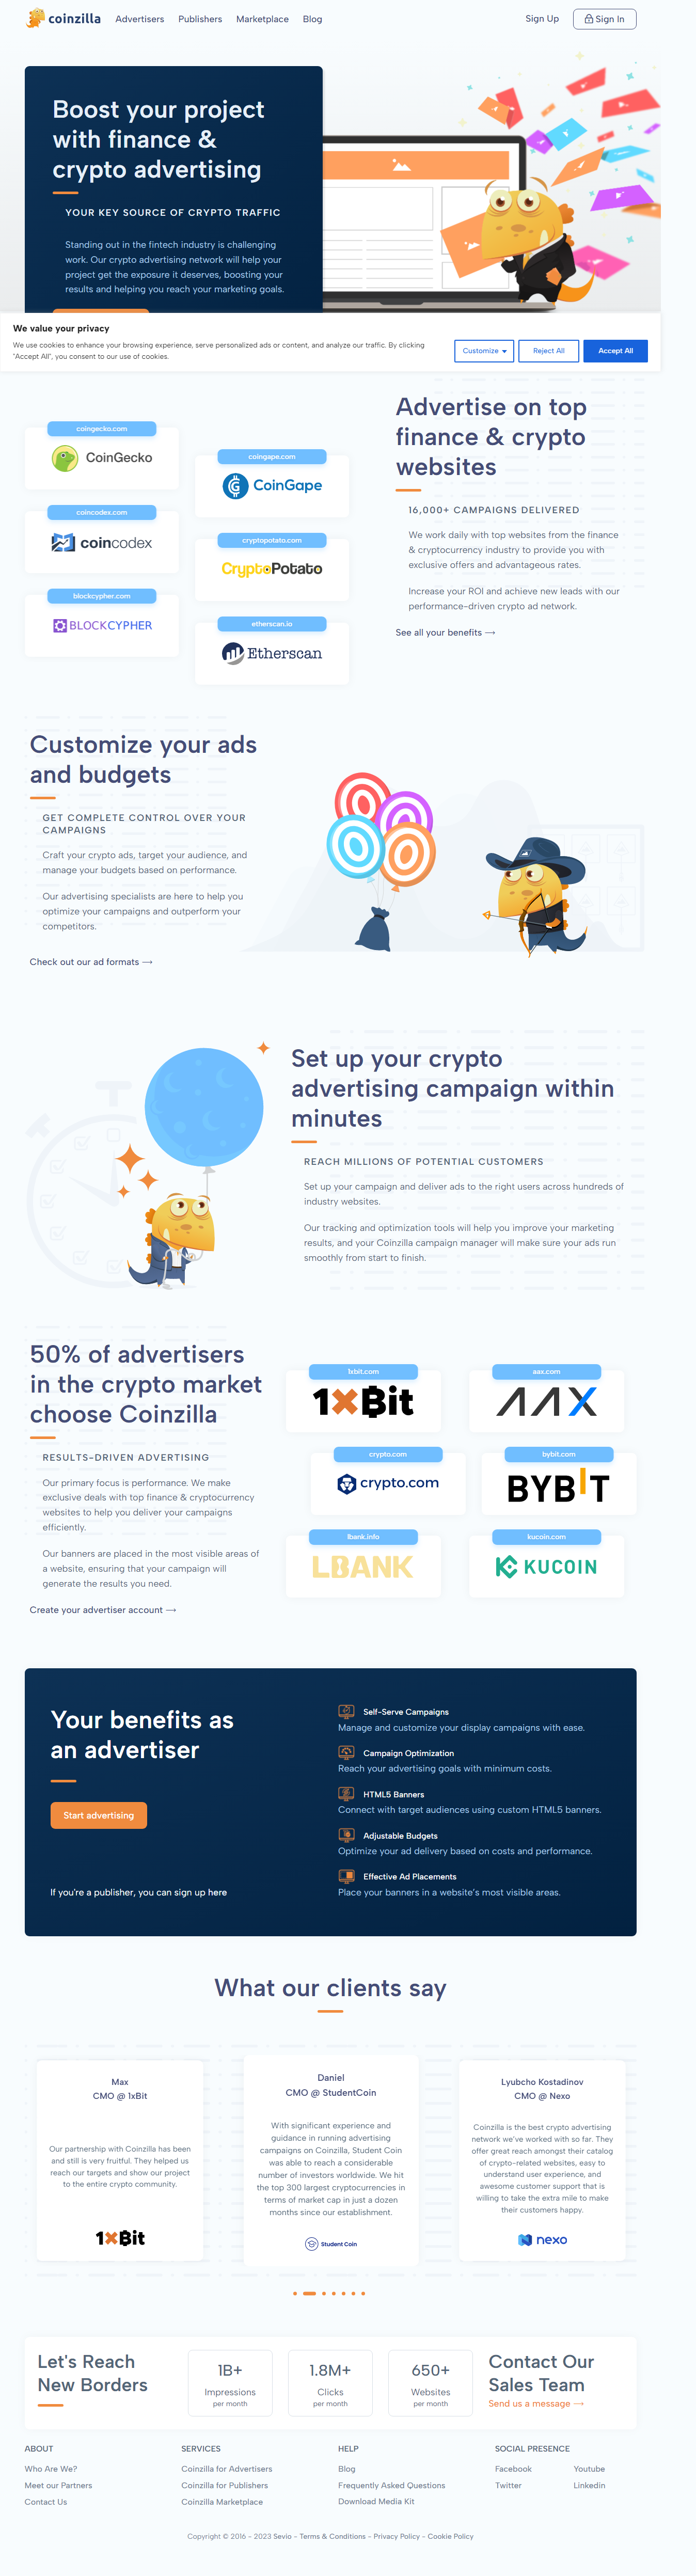 coinzilla
Advertisers
Publishers
Marketplace
Blog
Sign Up
Sign In
Boost your project
with finance &
crypto advertising
YOUR KEY SOURCE OF CRYPTO TRAFFIC
Standing out in the fintech industry is challenging
work. Our crypto advertising network will help your
project get the exposure it deserves, boosting your
results and helping you reach your marketing goals.
We value your privacy
We use cookies to enhance your browsing experience, serve personalized ads or content, and analyze our traffic. By clicking
"Accept All", you consent to our use of cookies.
Customize
Reject All
Accept All
coingecko.com
CoinGecko
coingape.com
CoinGape
coincodex.com
coincodex
cryptopotato.com
CryptoPotato
blockcypher.com
BLOCKCYPHER
etherscan.io
Etherscan
Advertise on top
finance & crypto
websites
16,000+ CAMPAIGNS DELIVERED
We work daily with top websites from the finance
& cryptocurrency industry to provide you with
exclusive offers and advantageous rates.
Increase your ROI and achieve new leads with our
performance-driven crypto ad network.
See all your benefits →
Customize your ads
and budgets
GET COMPLETE CONTROL OVER YOUR
CAMPAIGNS
Craft your crypto ads, target your audience, and
manage your budgets based on performance.
Our advertising specialists are here to help you
optimize your campaigns and outperform your
competitors.
Check out our ad formats →
Set up your crypto
advertising campaign within
minutes
REACH MILLIONS OF POTENTIAL CUSTOMERS
Set up your campaign and deliver ads to the right users across hundreds of
industry websites.
Our tracking and optimization tools will help you improve your marketing
results, and your Coinzilla campaign manager will make sure your ads run
smoothly from start to finish.
50% of advertisers
in the crypto market
choose Coinzilla
RESULTS-DRIVEN ADVERTISING
Our primary focus is performance. We make
exclusive deals with top finance & cryptocurrency
websites to help you deliver your campaigns
efficiently.
Our banners are placed in the most visible areas of
a website, ensuring that your campaign will
generate the results you need.
Create your advertiser account →
1xbit.com
1xBit
aax.com
AAX
crypto.com
crypto.com
bybit.com
BYBIT
lbank.info
LBANK
kucoin.com
KUCOIN
Your benefits as
an advertiser
Start advertising
If you're a publisher, you can sign up here
Self-Serve Campaigns
Manage and customize your display campaigns with ease.
Campaign Optimization
Reach your advertising goals with minimum costs.
HTML5 Banners
Connect with target audiences using custom HTML5 banners.
Adjustable Budgets
Optimize your ad delivery based on costs and performance.
Effective Ad Placements
Place your banners in a website's most visible areas.
What our clients say
Max
CMO @ 1xBit
Our partnership with Coinzilla has been
and still is very fruitful. They helped us
reach our targets and show our project
to the entire crypto community.
1xBit
Daniel
CMO @ StudentCoin
With significant experience and
guidance in running advertising
campaigns on Coinzilla, Student Coin
was able to reach a considerable
number of investors worldwide. We hit
the top 300 largest cryptocurrencies in
terms of market cap in just a dozen
months since our establishment.
Student Coin
Lyubcho Kostadinov
CMO @ Nexo
Coinzilla is the best crypto advertising
network we've worked with so far. They
offer great reach amongst their catalog
of crypto-related websites, easy to
understand user experience, and
awesome customer support that is
willing to take the extra mile to make
their customers happy.
nexo
Let's Reach
New Borders
1B+
Impressions
per month
1.8M+
Clicks
per month
650+
Websites
per month
Contact Our
Sales Team
Send us a message →
ABOUT
Who Are We?
Meet our Partners
Contact Us
SERVICES
Coinzilla for Advertisers
Coinzilla for Publishers
Coinzilla Marketplace
HELP
Blog
Frequently Asked Questions
Download Media Kit
SOCIAL PRESENCE
Facebook
Youtube
Twitter
Linkedin
Copyright © 2016 - 2023 Sevio - Terms & Conditions - Privacy Policy - Cookie Policy